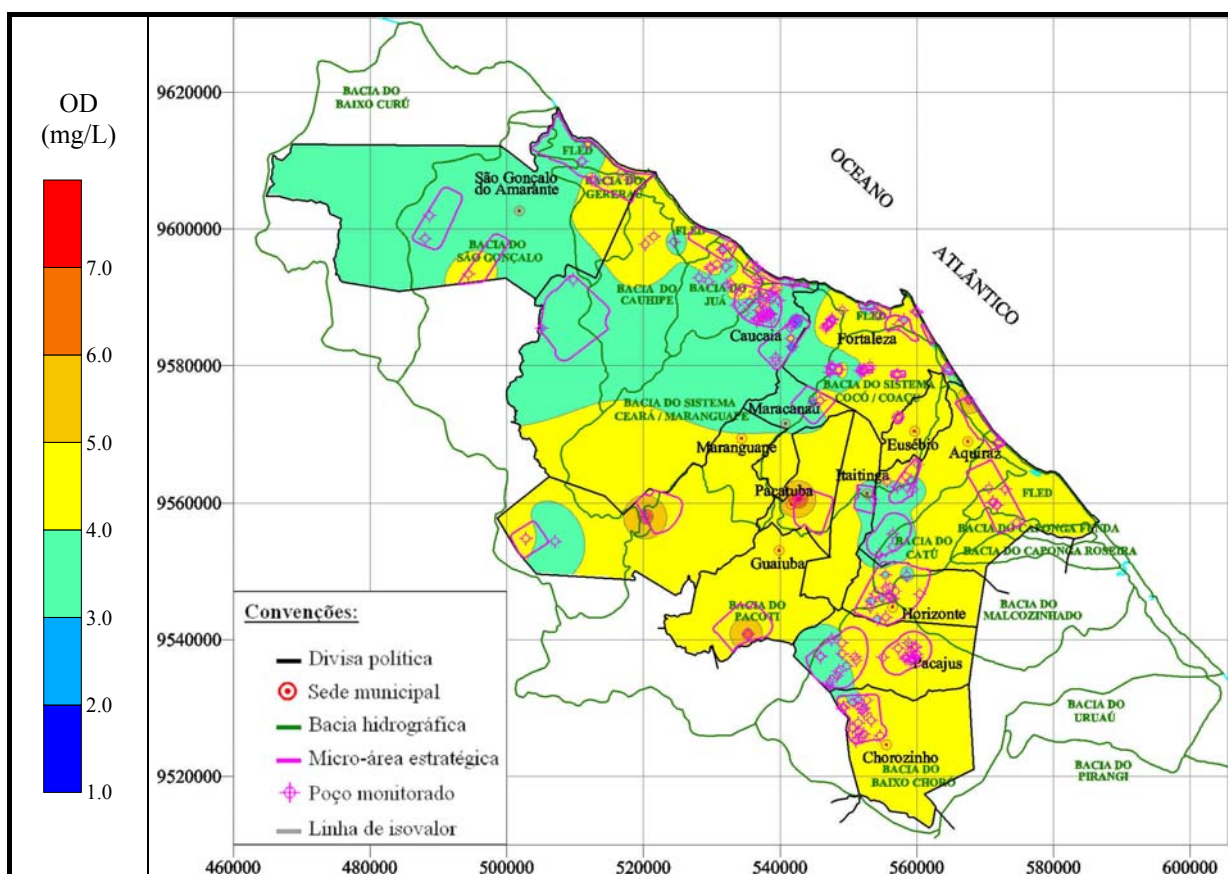 OD
(mg/L)
7.0
6.0
5.0
4.0
3.0
2.0
1.0
9620000
9600000
9580000
9560000
9540000
9520000
460000
480000
500000
520000
540000
560000
580000
600000
BACIA DO
BAIXO CURÚ
OCEANO
ATLÂNTICO
FLED
BACIA DO
GERERAÚ
São Gonçalo
do Amarante
BACIA DO
SÃO GONÇALO
FLED
BACIA DO
CAUHIPE
BACIA DO
JUÁ
Caucaia
FLED
Fortaleza
BACIA DO SISTEMA
COCÓ / COAÇU
BACIA DO SISTEMA
CEARÁ / MARANGUAPE
Maracanaú
Maranguape
Eusébio
Aquiraz
Itaitinga
Pacatuba
FLED
BACIA DO CAPONGA FUNDA
BACIA DO CAPONGA ROSEIRA
BACIA DO
CATÚ
Guaiuba
BACIA DO
PACOTI
Horizonte
BACIA DO
MALCOZINHADO
Pacajus
BACIA DO
URUAÚ
Chorozinho
BACIA DO
BAIXO CHORÓ
BACIA DO
PIRANGI
Convenções:
Divisa política
Sede municipal
Bacia hidrográfica
Micro-área estratégica
Poço monitorado
Linha de isovalor